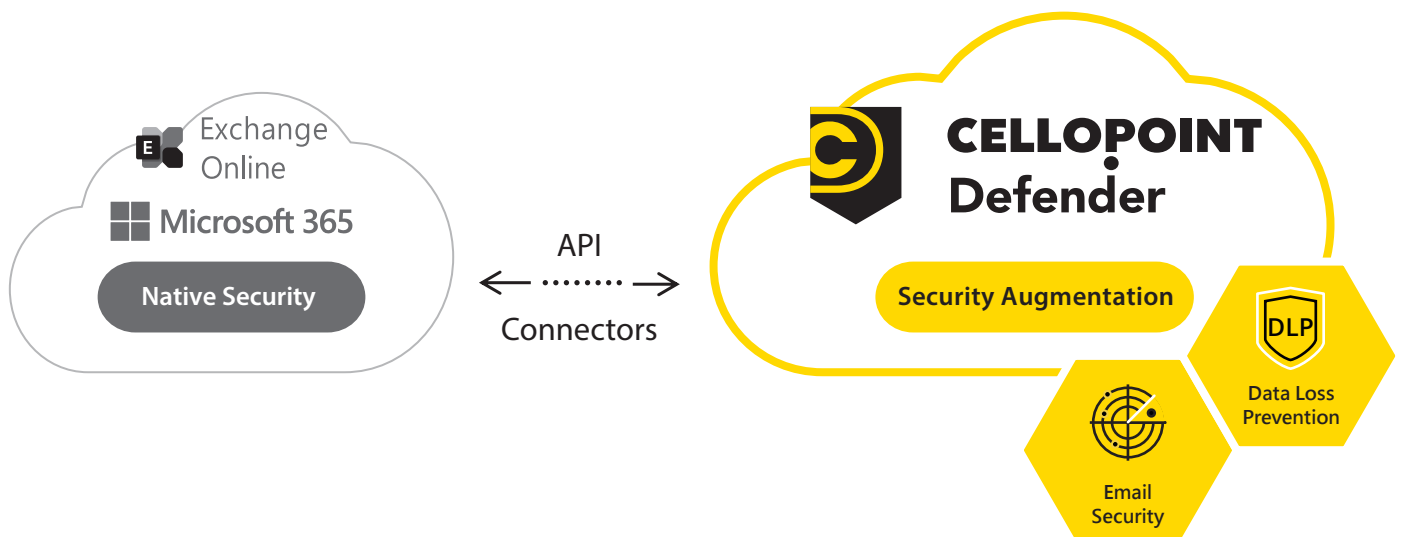 E
Exchange
Online
Microsoft 365
Native Security
API
Connectors
C
CELLOPOINT
Defender
Security Augmentation
DLP
Data Loss
Prevention
Email
Security